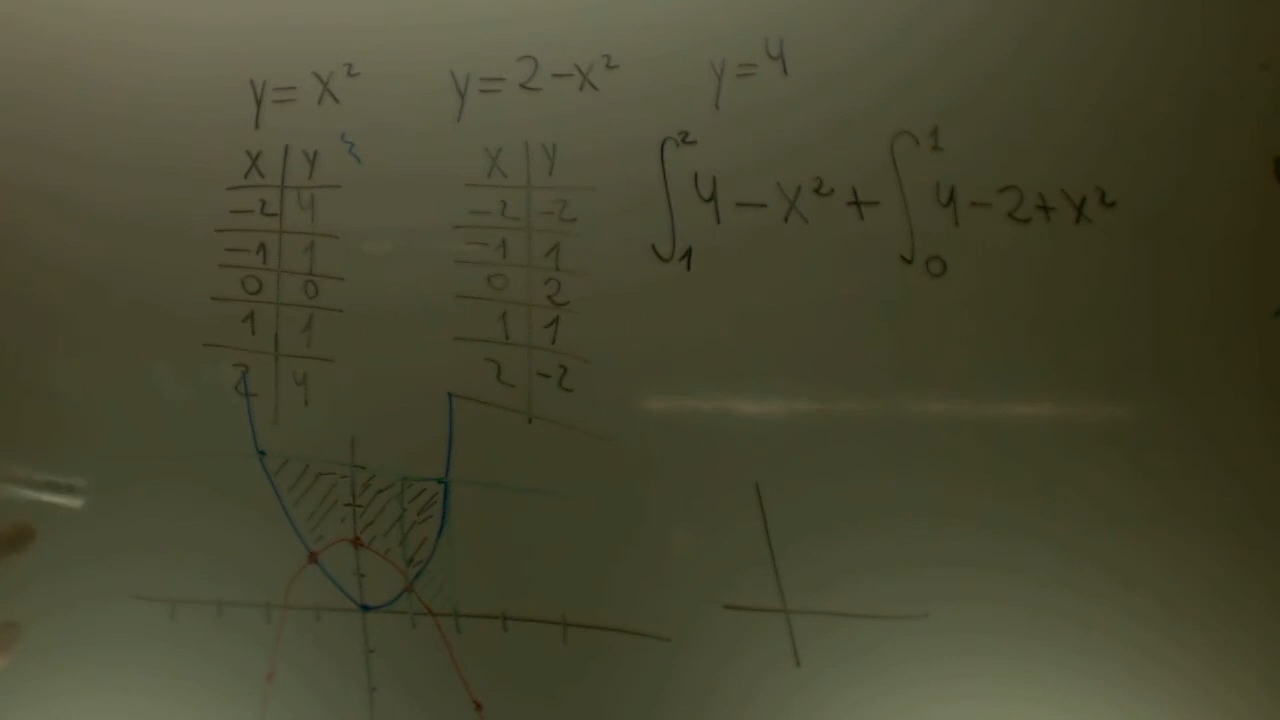 y = x² y = 2 - x² y = 4
x y x y
-2 4 -2 -2
-1 1 -1 1
0 0 0 2
1 1 1 1
2 4 2 -2
∫₁² 4 - x² + ∫₀¹ 4 - 2 + x²